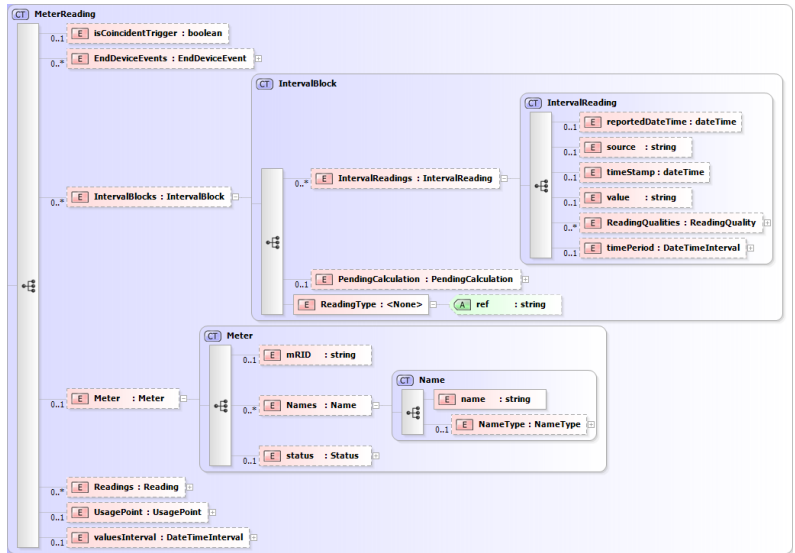 CT MeterReading
E isCoincidentTrigger : boolean
0..1
E EndDeviceEvents : EndDeviceEvent
0..*
CT IntervalBlock
CT IntervalReading
E reportedDateTime : dateTime
0..1
E source : string
0..1
E timeStamp : dateTime
0..1
E value : string
0..1
E ReadingQualities : ReadingQuality
0..*
E timePeriod : DateTimeInterval
0..1
E IntervalReadings : IntervalReading
0..*
E IntervalBlocks : IntervalBlock
0..*
E PendingCalculation : PendingCalculation
0..1
E ReadingType : <None>
A ref : string
CT Meter
E mRID : string
0..1
CT Name
E name : string
E NameType : NameType
0..1
E Names : Name
0..*
E Meter : Meter
0..1
E status : Status
0..1
E Readings : Reading
0..*
E UsagePoint : UsagePoint
0..1
E valuesInterval : DateTimeInterval
0..1